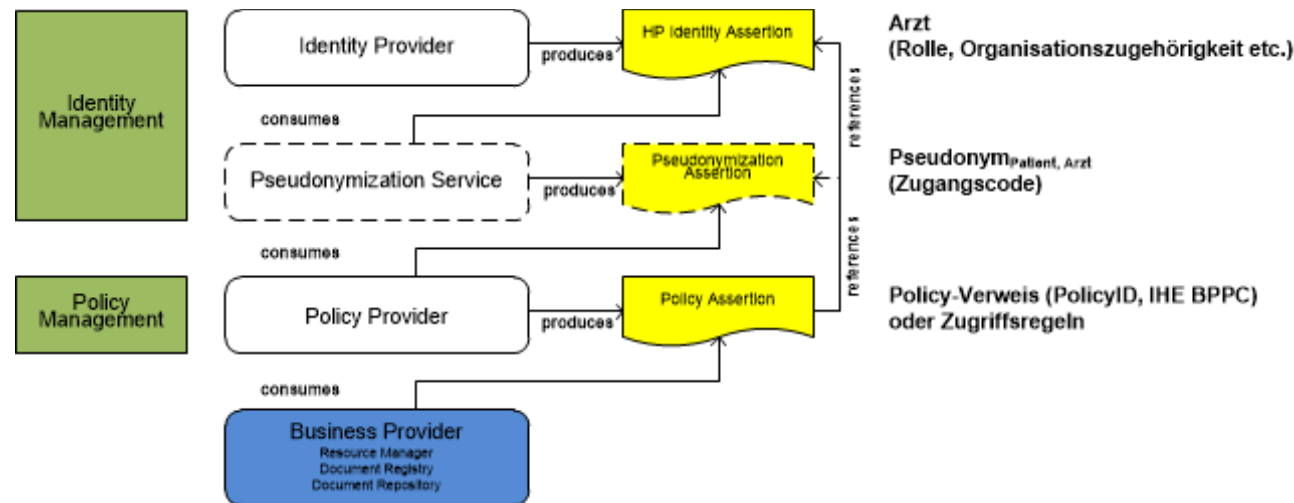 Identity
Management
Identity Provider
produces
HP Identity Assertion
Arzt
(Rolle, Organisationszugehörigkeit etc.)
consumes
references
Pseudonymization Service
produces
Pseudonymization
Assertion
Pseudonym Patient, Arzt
(Zugangscode)
consumes
references
Policy
Management
Policy Provider
produces
Policy Assertion
Policy-Verweis (PolicyID, IHE BPPC)
oder Zugriffsregeln
consumes
Business Provider
Resource Manager
Document Registry
Document Repository